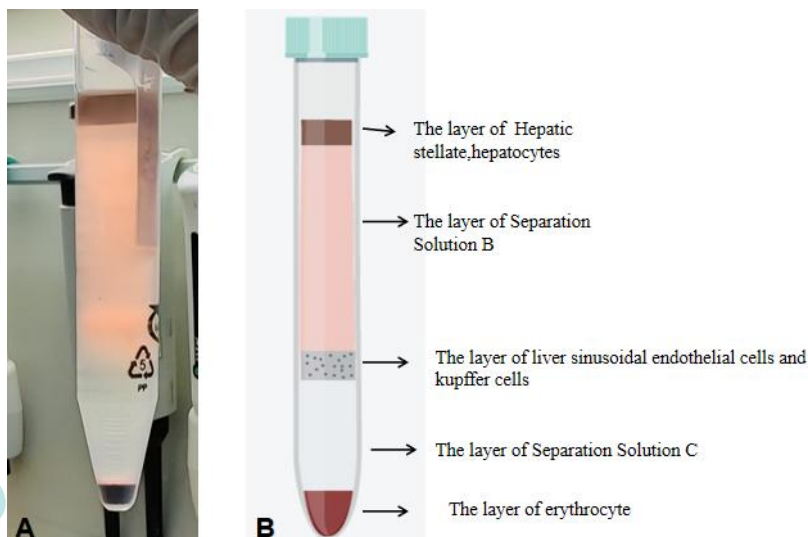 The layer of Hepatic
stellate,hepatocytes
The layer of Separation
Solution B
The layer of liver sinusoidal endothelial cells and
kupffer cells
The layer of Separation Solution C
The layer of erythrocyte
5
PP
A
B